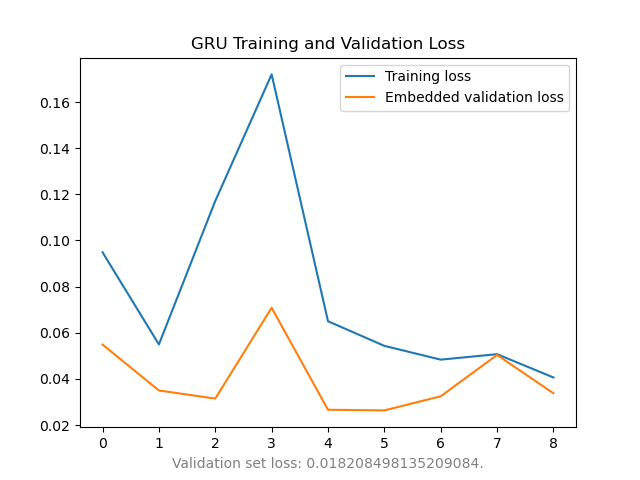 GRU Training and Validation Loss
Training loss
Embedded validation loss
0.16
0.14
0.12
0.10
0.08
0.06
0.04
0.02
0 1 2 3 4 5 6 7 8
Validation set loss: 0.018208498135209084.